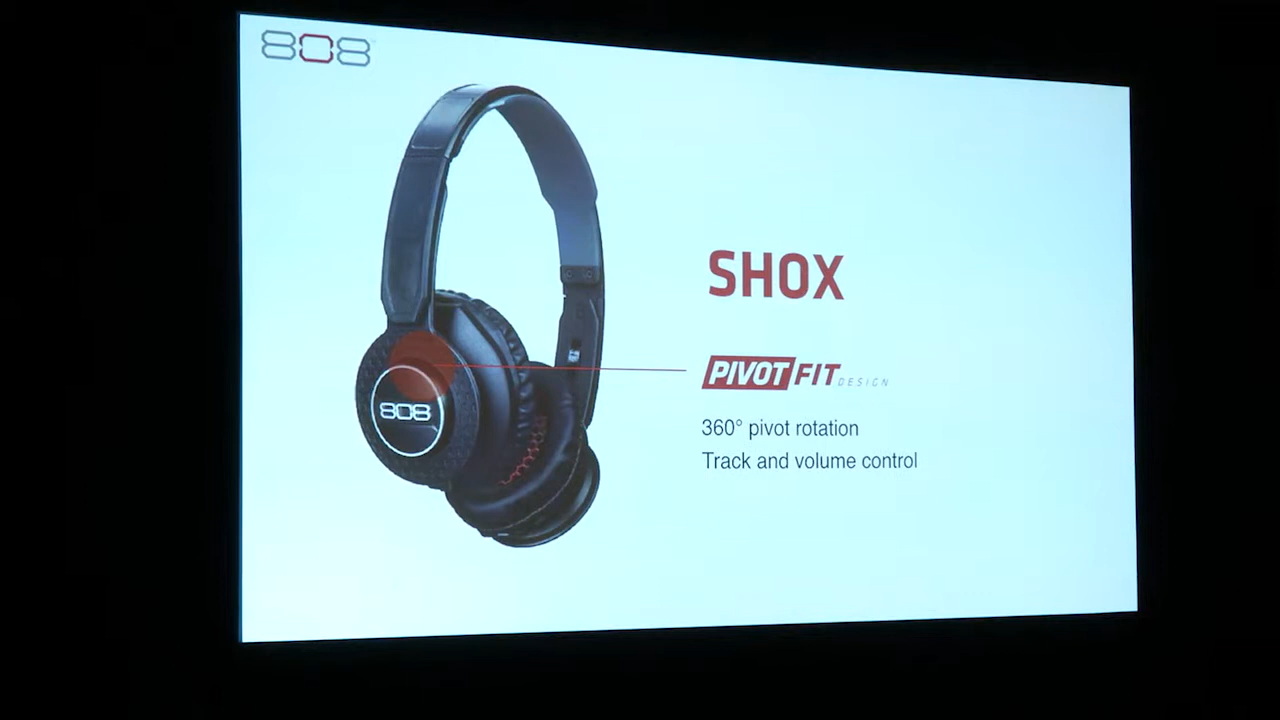 808
SHOX
PIVOT FIT DESIGN
360° pivot rotation
Track and volume control
808